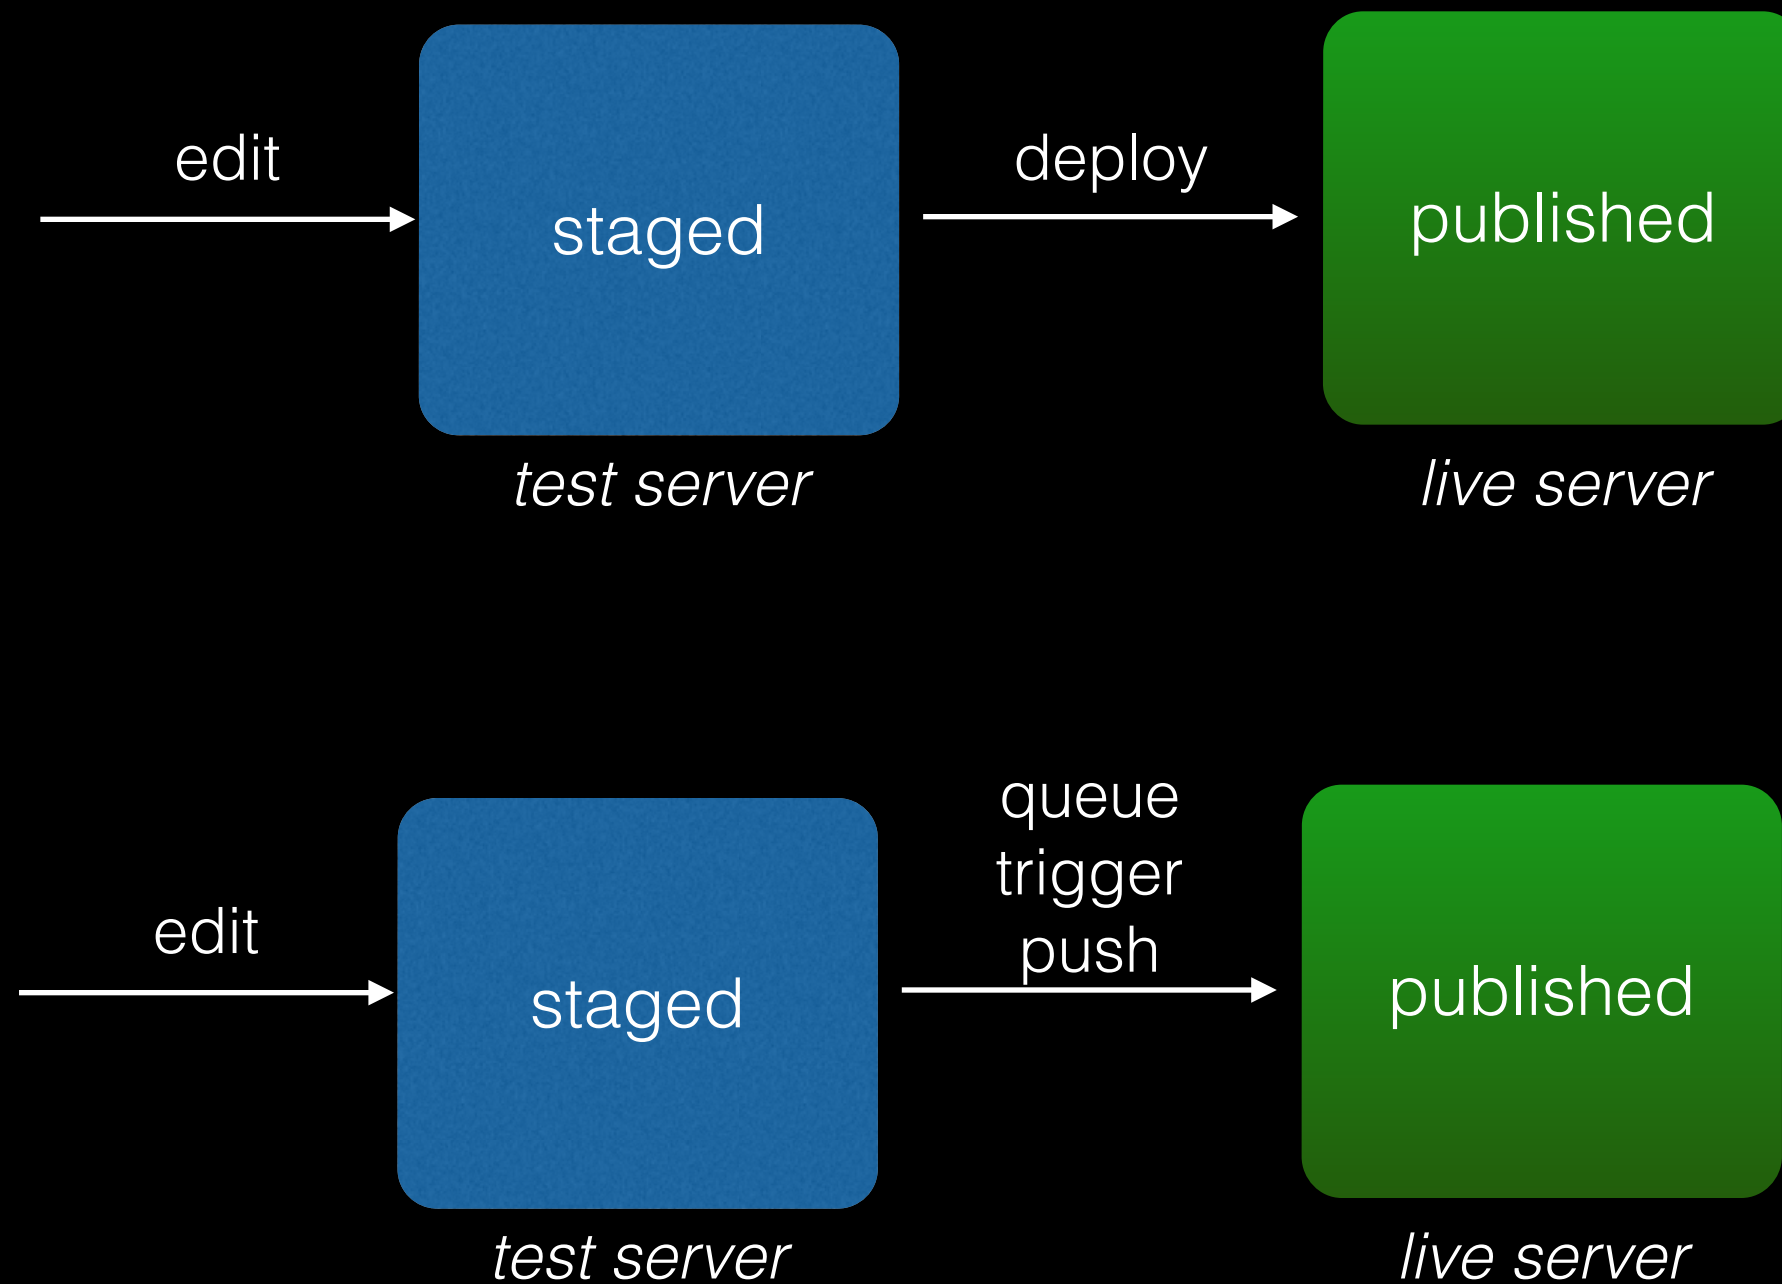 edit
staged
deploy
published
test server
live server
edit
staged
queue
trigger
push
published
test server
live server